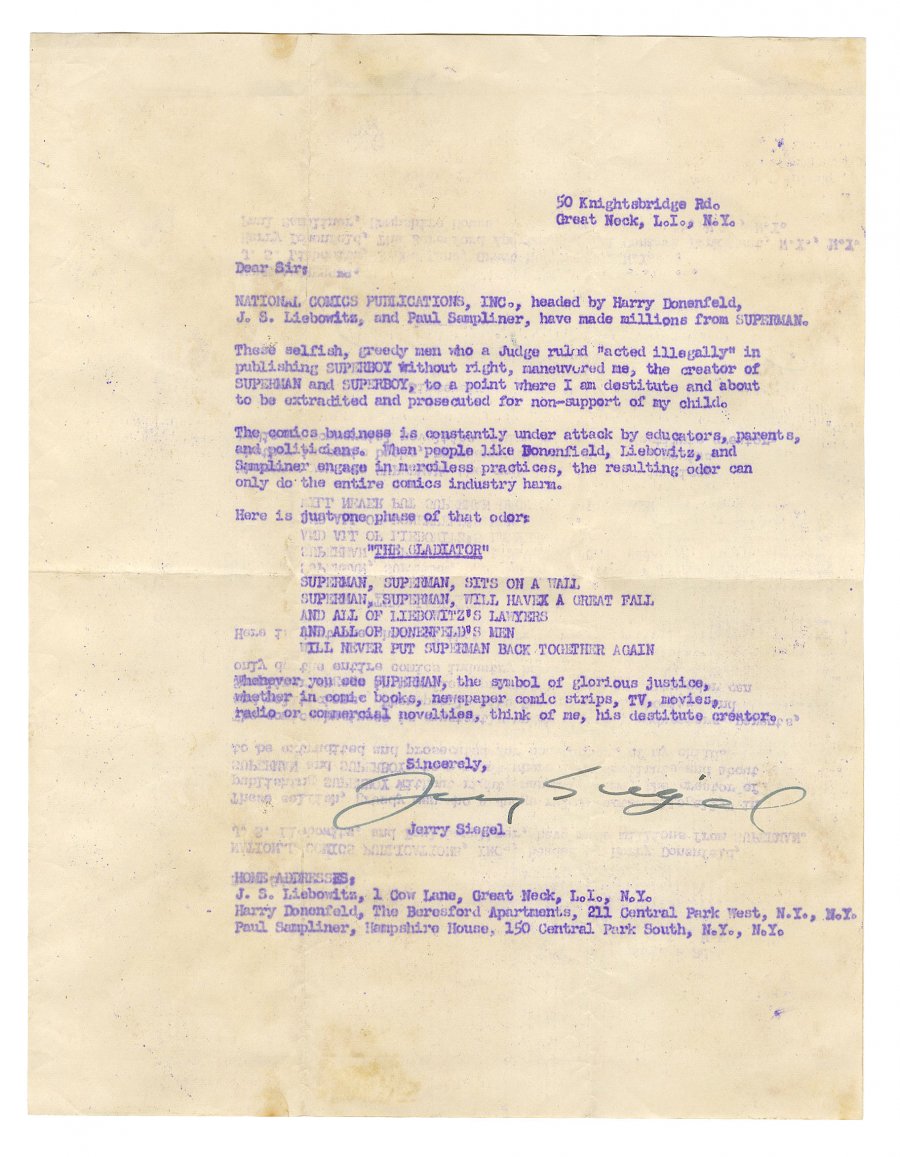 50 Knightsbridge Rd.
Great Neck, L.I., N.Y.
Dear Sir:
NATIONAL COMICS PUBLICATIONS, INC., headed by Harry Donenfeld,
J. S. Liebowitz, and Paul Sampliner, have made millions from SUPERMAN.
These selfish, greedy men who a Judge ruled "acted illegally" in
publishing SUPERBOY without right, maneuvered me, the creator of
SUPERMAN and SUPERBOY, to a point where I am destitute and about
to be extradited and prosecuted for non-support of my child.
The comics business is constantly under attack by educators, parents,
and politicians. When people like Donenfield, Liebowitz, and
Sampliner engage in merciless practices, the resulting odor can
only do the entire comics industry harm.
Here is just one phase of that odor:
"THE GLADIATOR"
SUPERMAN, SUPERMAN, SITS ON A WALL
SUPERMAN, SUPERMAN, WILL HAVEX A GREAT FALL
AND ALL OF LIEBOWITZ'S LAWYERS
AND ALL OF DONENFELD'S MEN
WILL NEVER PUT SUPERMAN BACK TOGETHER AGAIN
Whenever you see SUPERMAN, the symbol of glorious justice,
whether in comic books, newspaper comic strips, TV, movies,
radio or commercial novelties, think of me, his destitute creator.
Sincerely,
Jerry Siegel
Jerry Siegel
HOME ADDRESSES:
J. S. Liebowitz, 1 Cow Lane, Great Neck, L.I., N.Y.
Harry Donenfeld, The Beresford Apartments, 211 Central Park West, N.Y., N.Y.
Paul Sampliner, Hampshire House, 150 Central Park South, N.Y., N.Y.